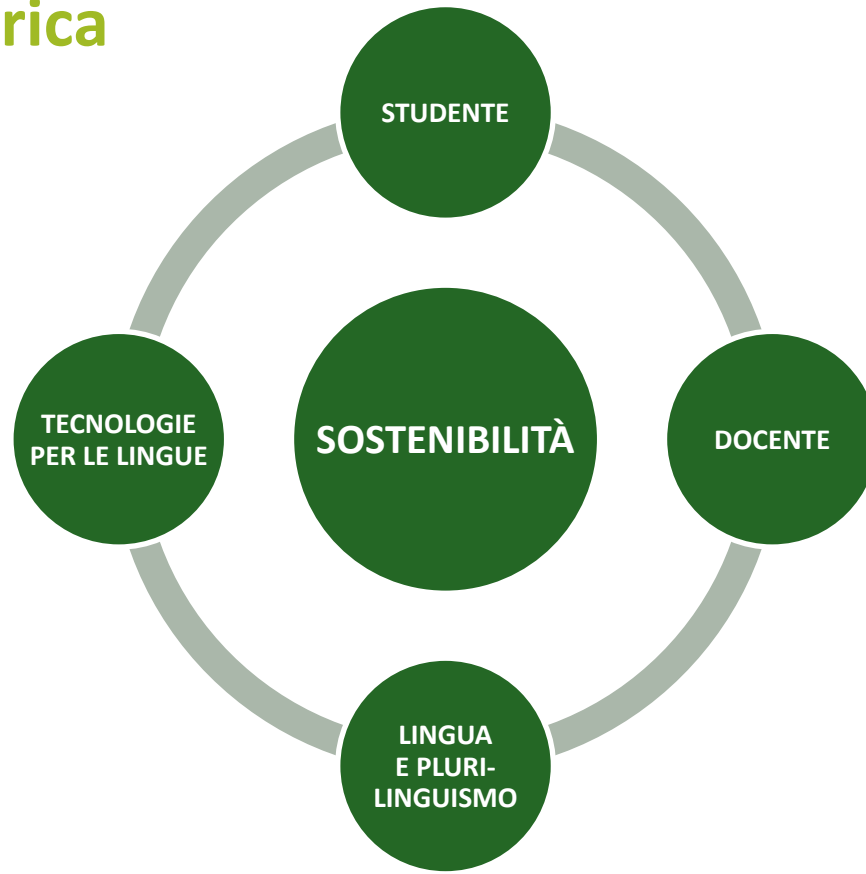 rica
STUDENTE
TECNOLOGIE
PER LE LINGUE
SOSTENIBILITÀ
DOCENTE
LINGUA
E PLURI-
LINGUISMO